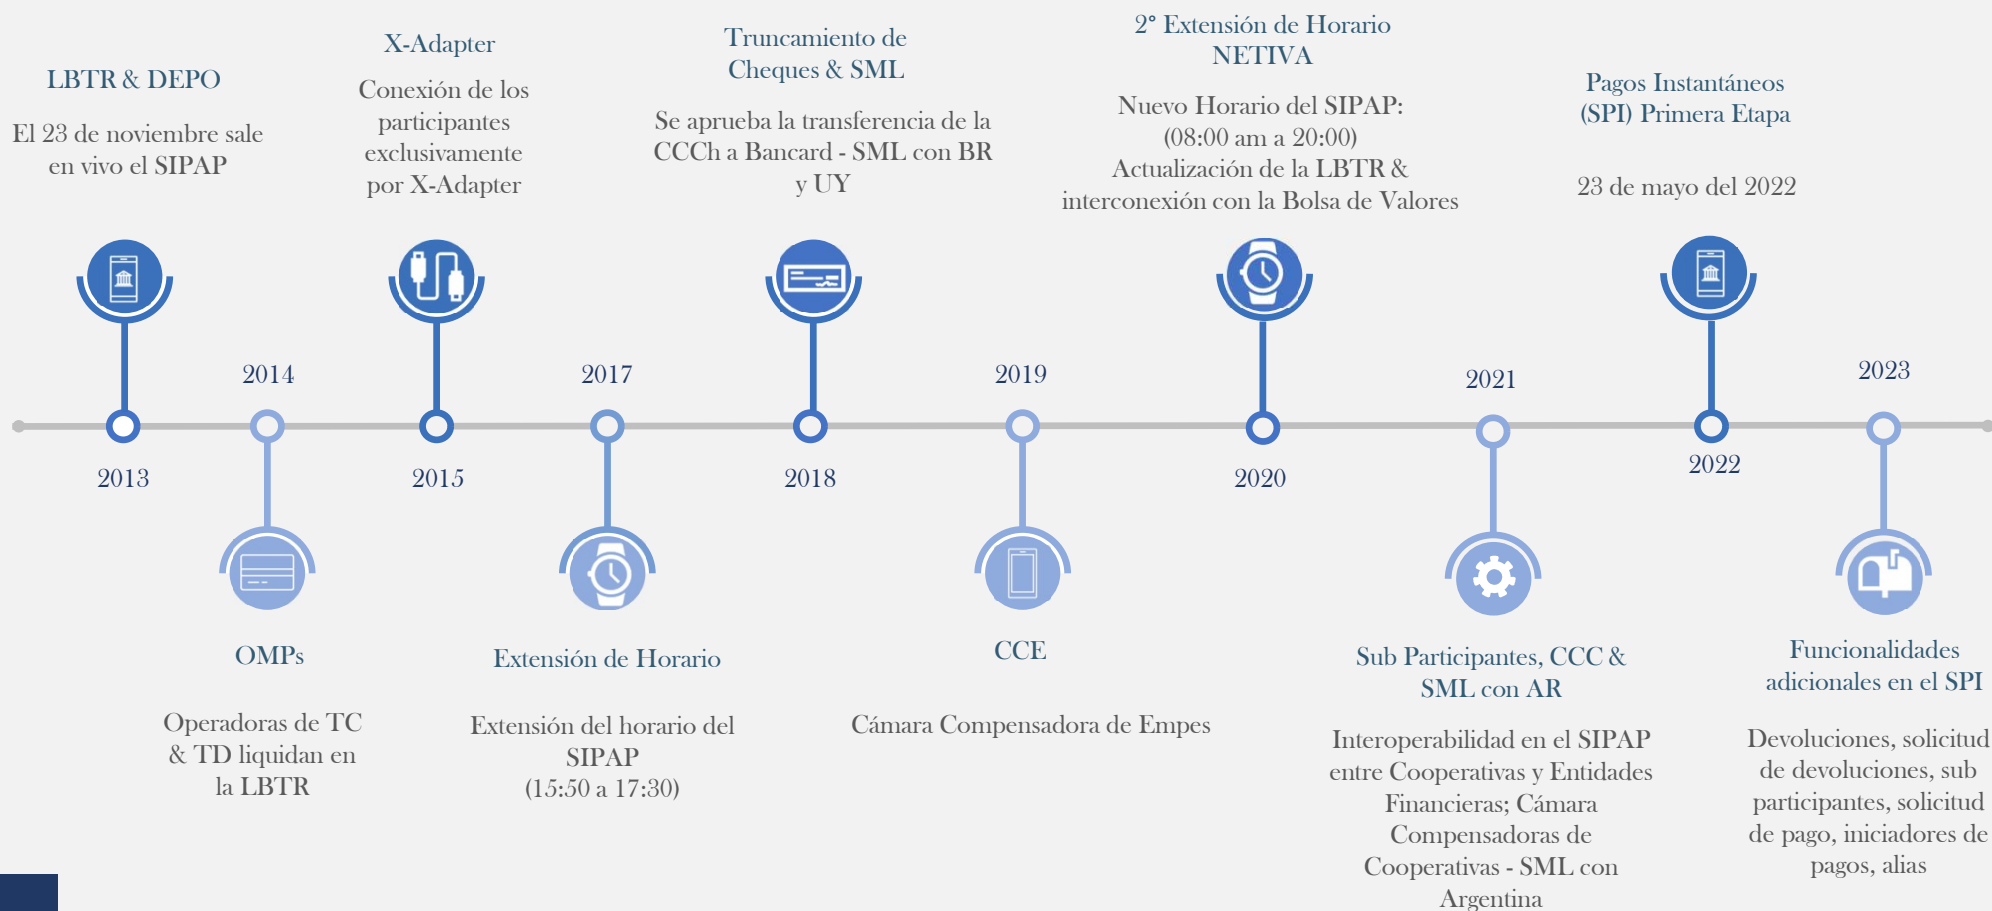 LBTR & DEPO
El 23 de noviembre sale
en vivo el SIPAP
2013
2014
OMPs
Operadoras de TC
& TD liquidan en
la LBTR
X-Adapter
Conexión de los
participantes
exclusivamente
por X-Adapter
2015
2017
Extensión de Horario
Extensión del horario del
SIPAP
(15:50 a 17:30)
Truncamiento de
Cheques & SML
Se aprueba la transferencia de la
CCCh a Bancard - SML con BR
y UY
2018
2019
CCE
Cámara Compensadora de Empes
2° Extensión de Horario
NETIVA
Nuevo Horario del SIPAP:
(08:00 am a 20:00)
Actualización de la LBTR &
interconexión con la Bolsa de Valores
2020
2021
Sub Participantes, CCC &
SML con AR
Interoperabilidad en el SIPAP
entre Cooperativas y Entidades
Financieras; Cámara
Compensadoras de
Cooperativas - SML con
Argentina
Pagos Instantáneos
(SPI) Primera Etapa
23 de mayo del 2022
2022
2023
Funcionalidades
adicionales en el SPI
Devoluciones, solicitud
de devoluciones, sub
participantes, solicitud
de pago, iniciadores de
pagos, alias